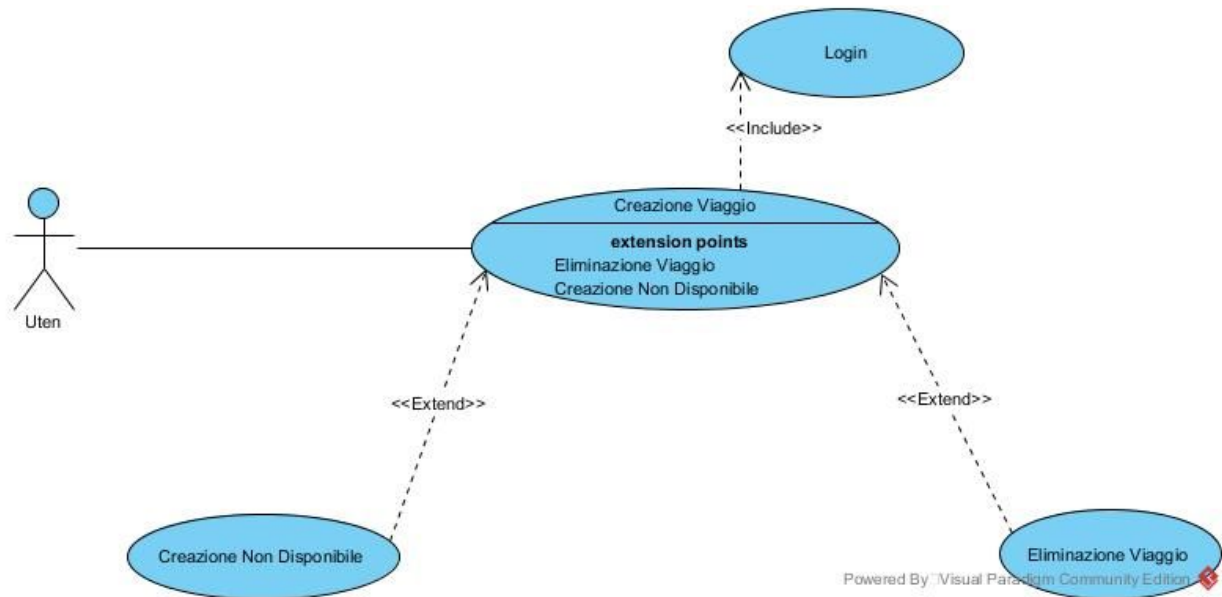 Login
<<Include>>
Creazione Viaggio
extension points
Eliminazione Viaggio
Creazione Non Disponibile
Uten
<<Extend>>
<<Extend>>
Creazione Non Disponibile
Eliminazione Viaggio
Powered By Visual Paradigm Community Edition